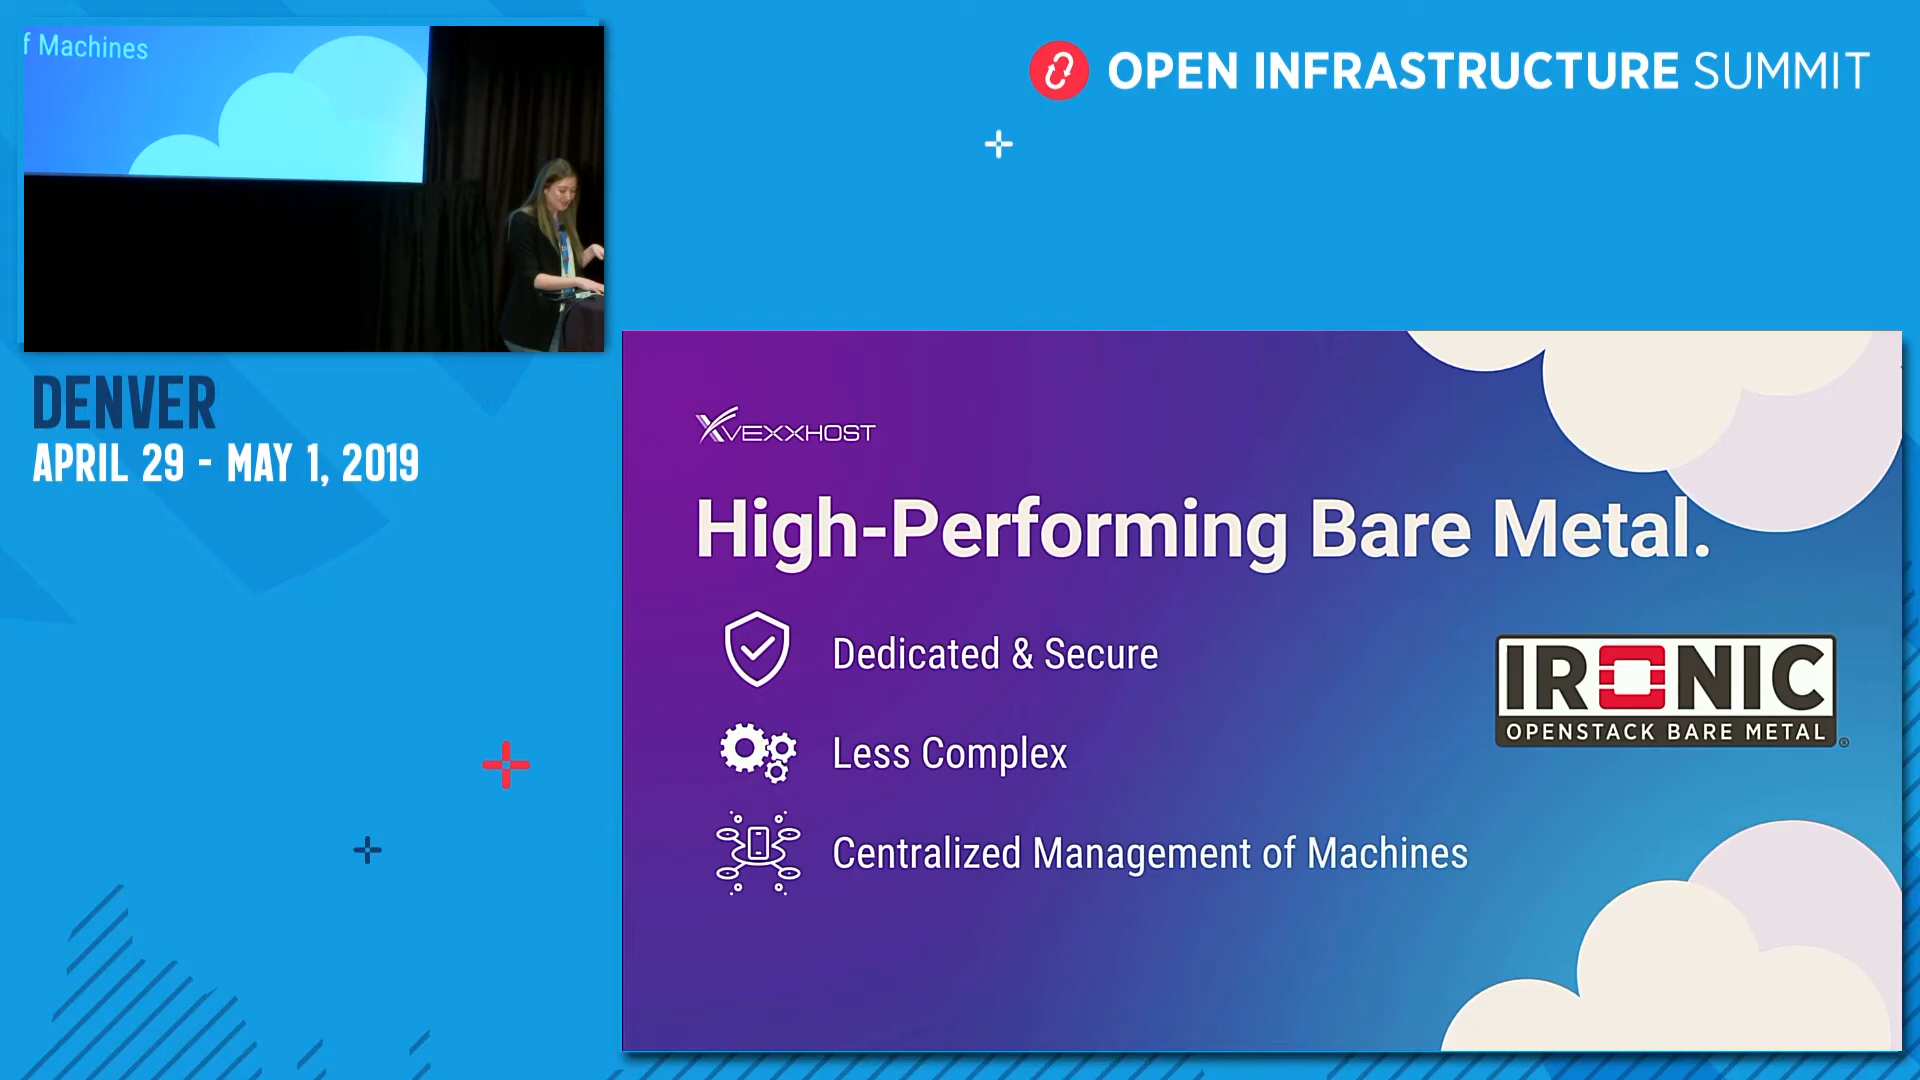 f Machines
OPEN INFRASTRUCTURE SUMMIT
DENVER
APRIL 29 - MAY 1, 2019
VEXXHOST
High-Performing Bare Metal.
Dedicated & Secure
Less Complex
Centralized Management of Machines
IRONIC
OPENSTACK BARE METAL
®